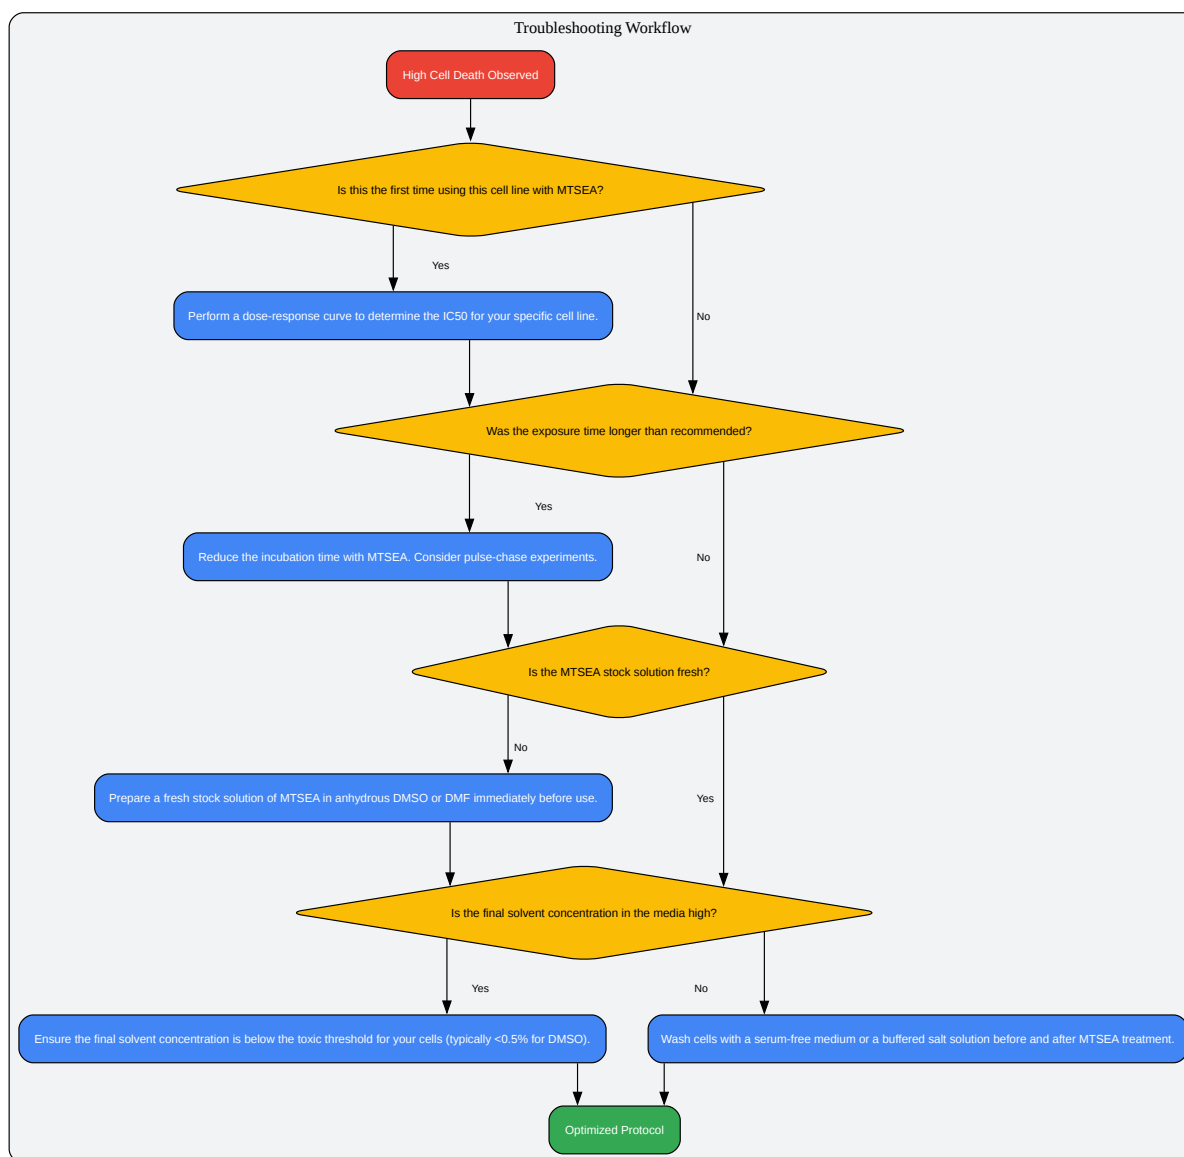 Troubleshooting Workflow
High Cell Death Observed
Is this the first time using this cell line with MTSEA?
Yes
Perform a dose-response curve to determine the IC50 for your specific cell line.
No
Was the exposure time longer than recommended?
Yes
Reduce the incubation time with MTSEA. Consider pulse-chase experiments.
No
Is the MTSEA stock solution fresh?
No
Prepare a fresh stock solution of MTSEA in anhydrous DMSO or DMF immediately before use.
Yes
Is the final solvent concentration in the media high?
Yes
No
Ensure the final solvent concentration is below the toxic threshold for your cells (typically <0.5% for DMSO).
Wash cells with a serum-free medium or a buffered salt solution before and after MTSEA treatment.
Optimized Protocol